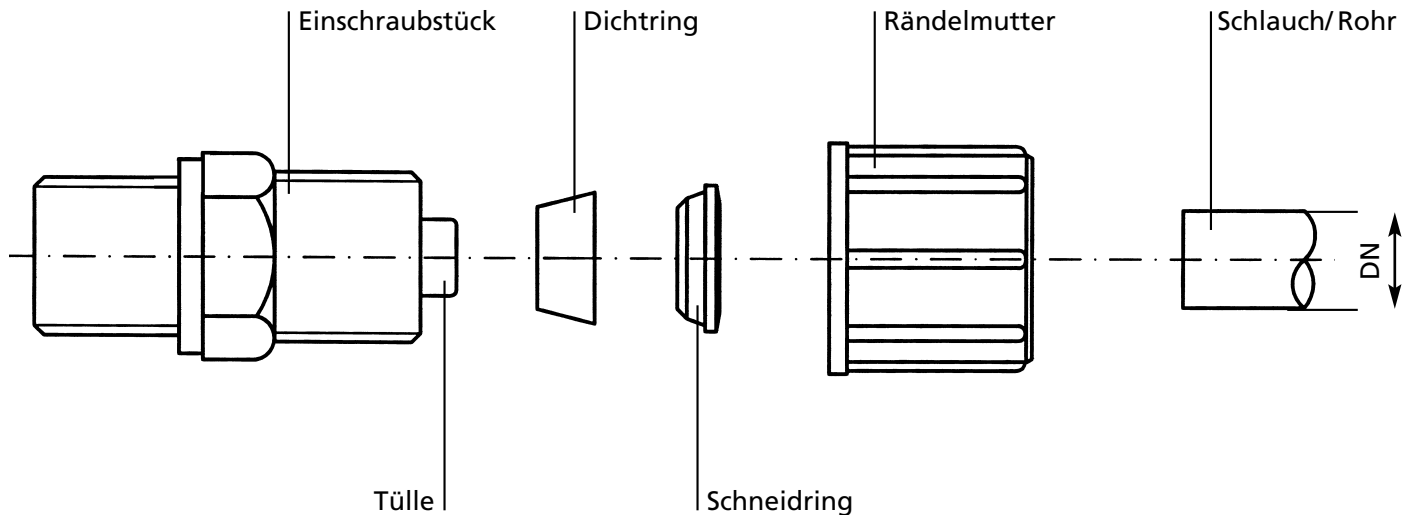 Einschraubstück
Dichtring
Rändelmutter
Schlauch/ Rohr
DN
Tülle
Schneidring